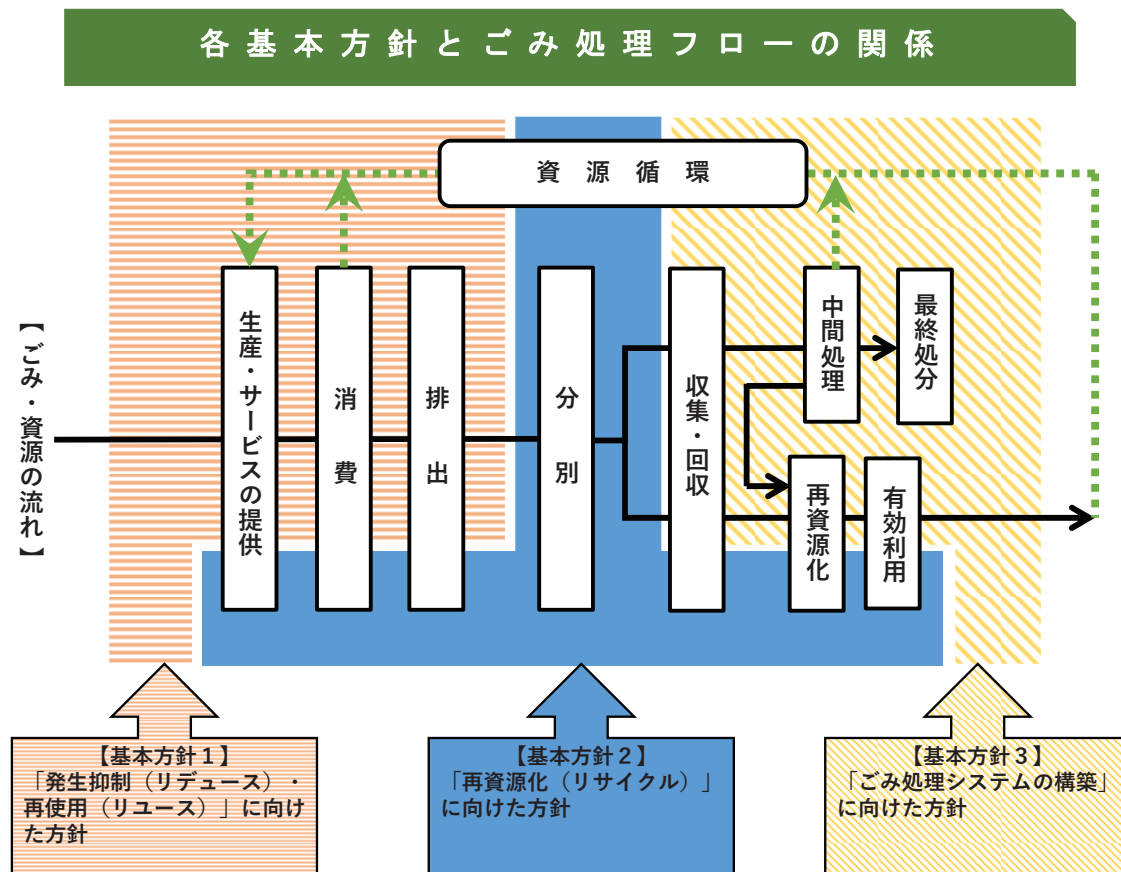 各基本方針とごみ処理フローの関係
資源循環
【ごみ・資源の流れ】
生産・サービスの提供
消費
排出
分別
収集・回収
中間処理
最終処分
再資源化
有効利用
【基本方針１】
「発生抑制（リデュース）・
再使用（リユース）」に向け
た方針
【基本方針２】
「再資源化（リサイクル）」
に向けた方針
【基本方針３】
「ごみ処理システムの構築」
に向けた方針